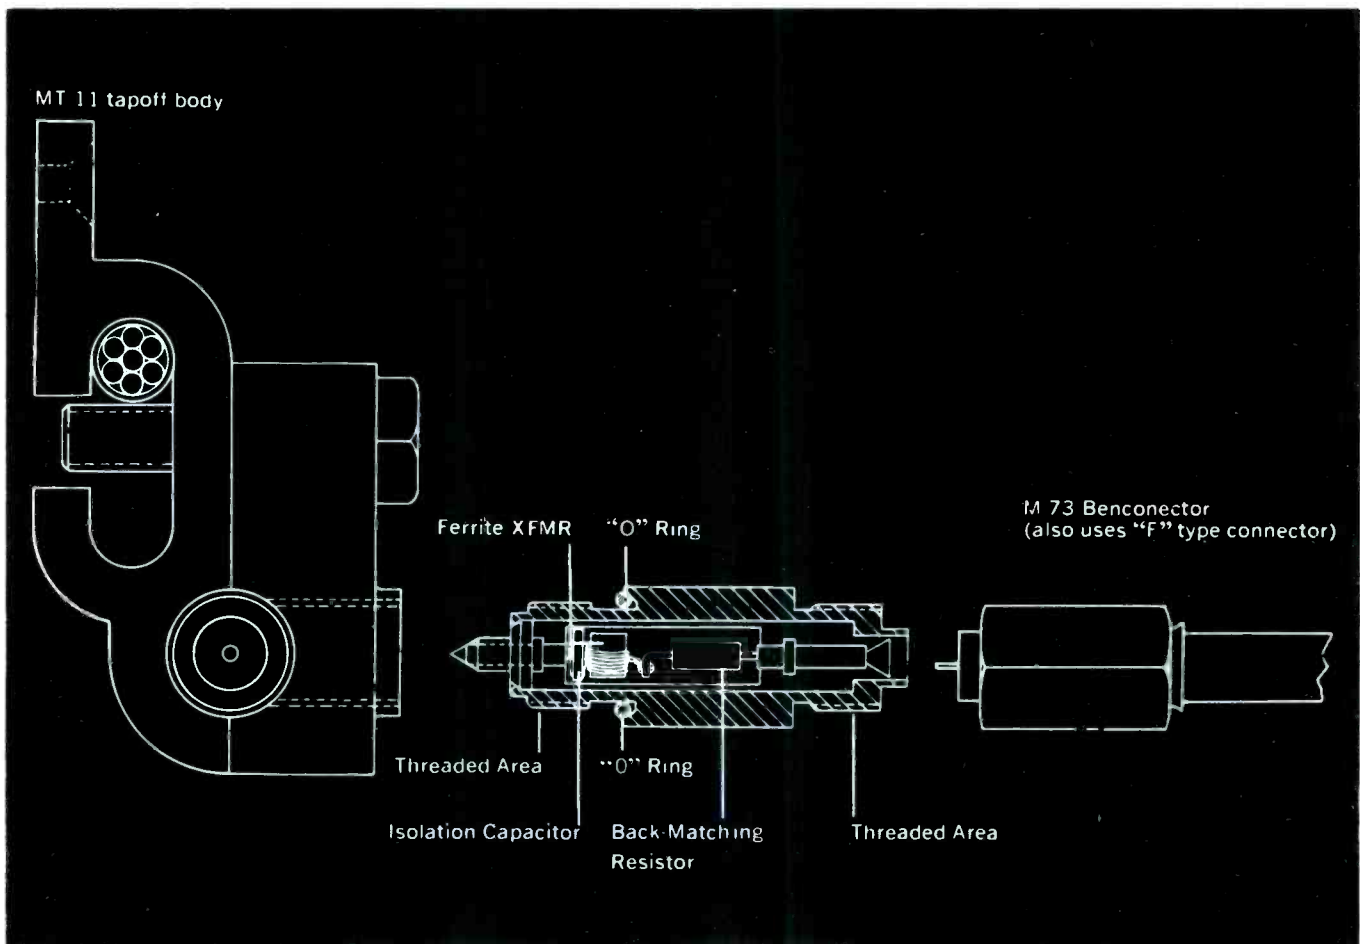 MT 11 tapoff body
Ferrite XFMR
"O" Ring
M 73 Benconector
(also uses "F" type connector)
Threaded Area
"O" Ring
Isolation Capacitor
Back-Matching
Resistor
Threaded Area